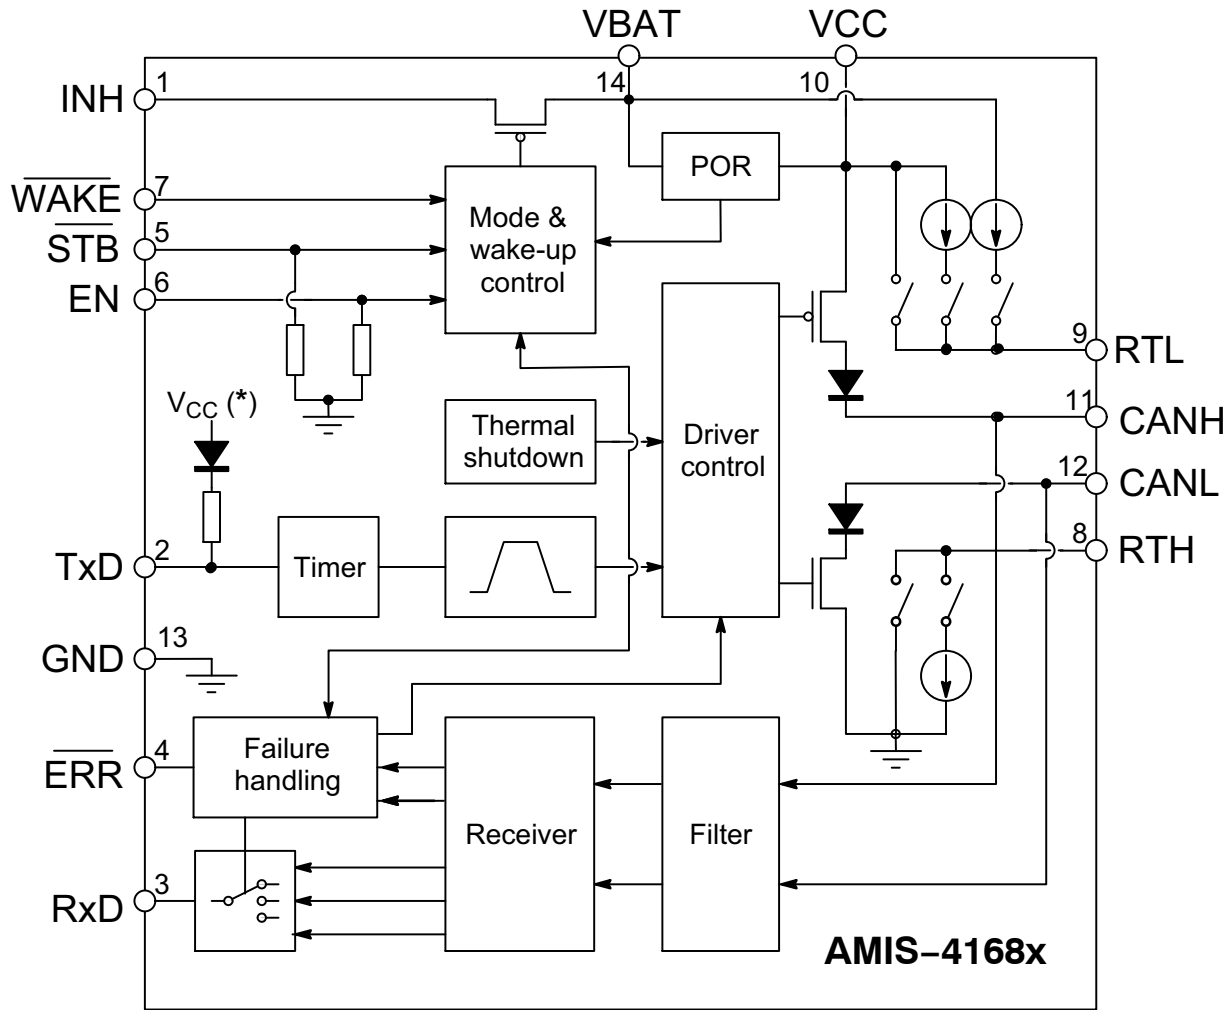 VBAT VCC
1 14 10
INH
POR
7
WAKE
Mode &
wake-up
control
5
STB
6
EN
9
RTL
VCC (*)
11
CANH
Thermal
shutdown
Driver
control
12
CANL
2
TxD
Timer
8
RTH
13
GND
4
ERR
Failure
handling
Receiver
Filter
3
RxD
AMIS−4168x